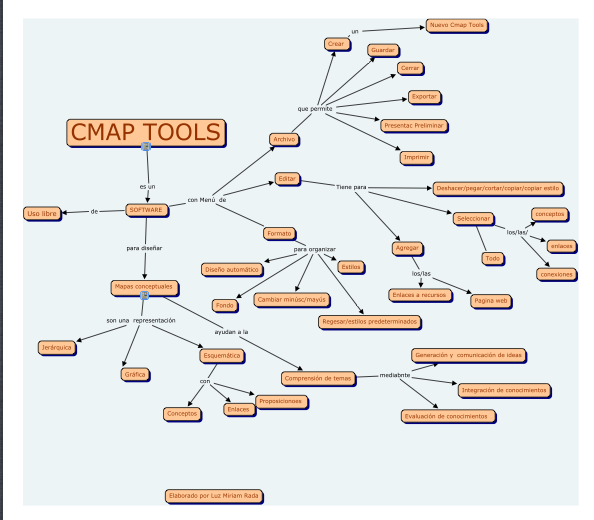 un
Nuevo Cmap Tools
Crear
Guardar
Cerrar
Exportar
que permite
Presentac Preliminar
CMAP TOOLS
Archivo
Imprimir
es un
Editar
Tiene para
Deshacer/pegar/cortar/copiar/copiar estilo
con Menú de
Uso libre
de
SOFTWARE
Seleccionar
conceptos
los/las/
enlaces
Formato
para diseñar
para organizar
Agregar
Todo
conexiones
Diseño automático
Estilos
los/las
Mapas conceptuales
Fondo
Cambiar minúsc/mayús
Enlaces a recursos
Pagina web
son una representación
Regesar/estilos predeterminados
ayudan a la
Jerárquica
Esquemática
Generación y comunicación de ideas
Gráfica
con
Comprensión de temas
mediabnte
Integración de conocimientos
Conceptos
Enlaces
Proposicionoes
Evaluación de conocimientos
Elaborado por Luz Miriam Rada